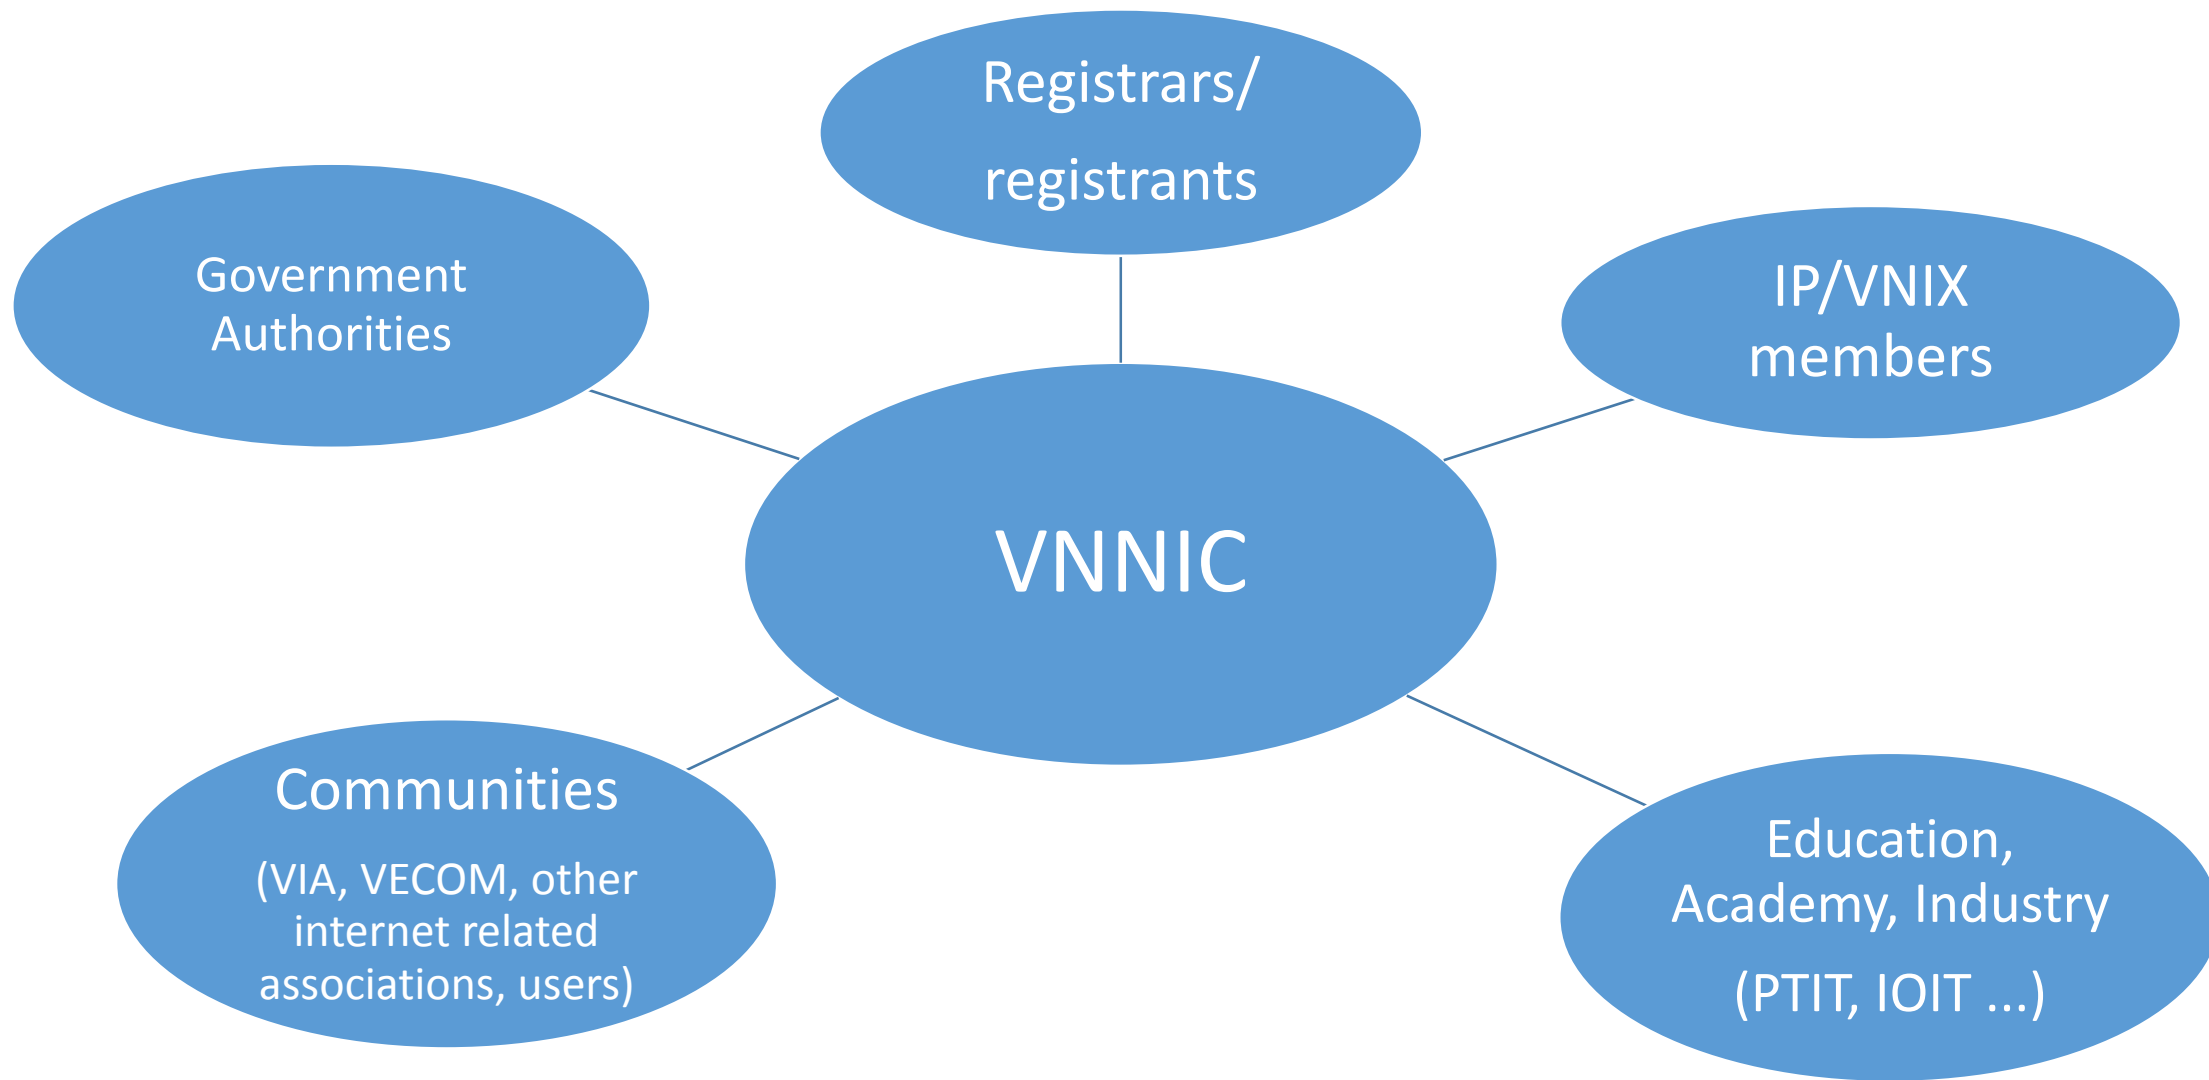 Registrars/
registrants
Government
Authorities
IP/VNIX
members
VNNIC
Communities
(VIA, VECOM, other
internet related
associations, users)
Education,
Academy, Industry
(PTIT, IOIT ...)